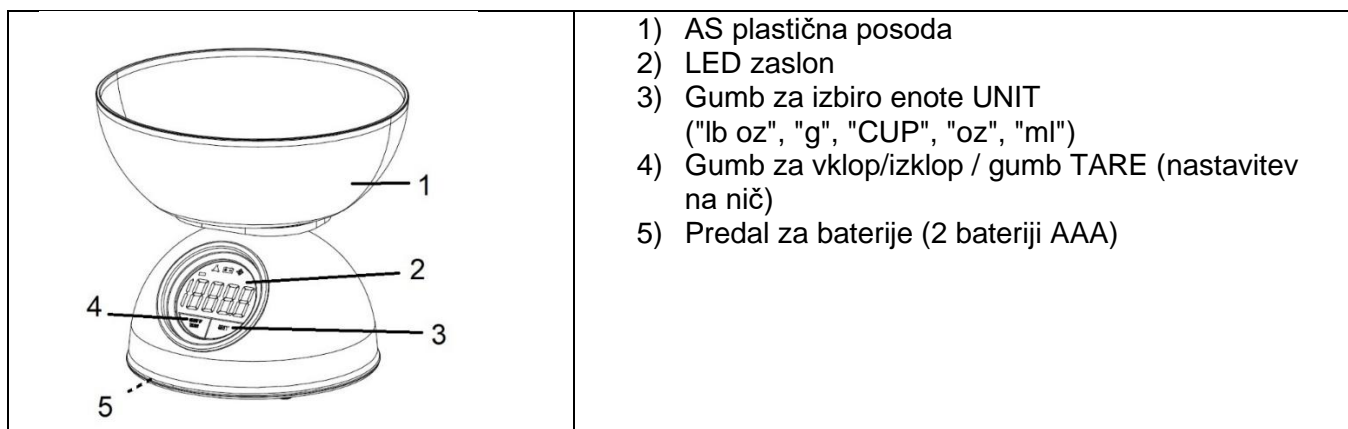 1) AS plastična posoda
2) LED zaslon
3) Gumb za izbiro enote UNIT
("lb oz", "g", "CUP", "oz", "ml")
4) Gumb za vklop/izklop / gumb TARE (nastavitev
na nič)
5) Predal za baterije (2 bateriji AAA)
1
2
4
3
5